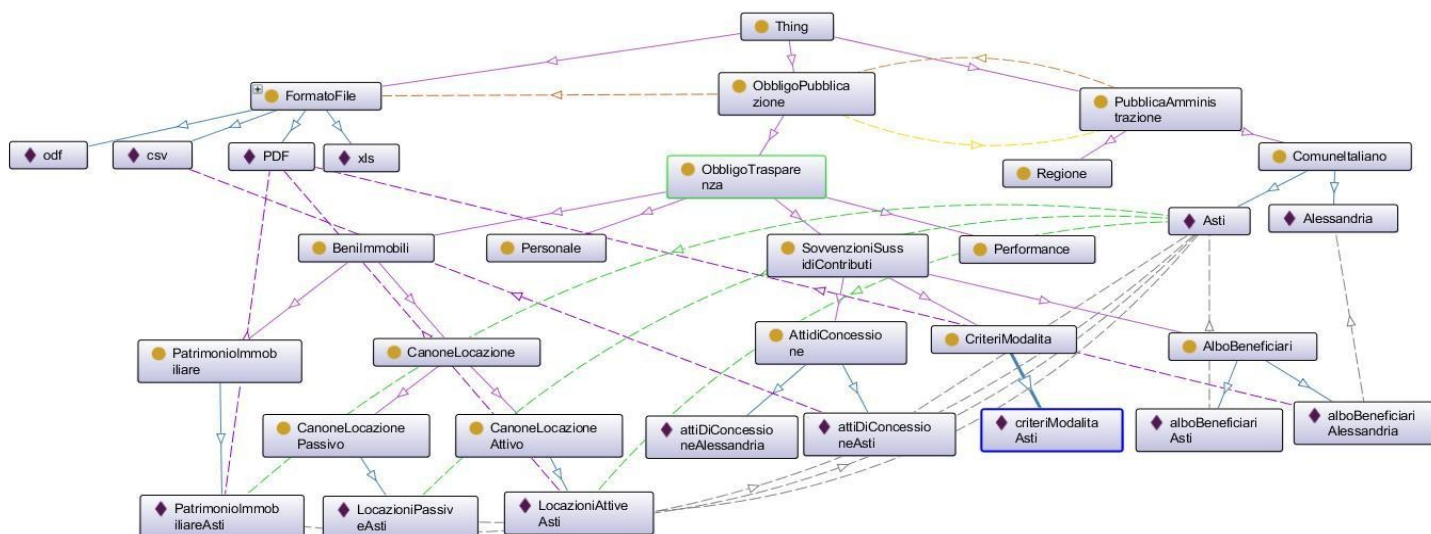 Thing
ObbligoPubblica
zione
FormatoFile
PubblicaAmminis
trazione
odf
csv
PDF
xls
ComuneItaliano
ObbligoTraspare
nza
Regione
Asti
Alessandria
BeniImmobili
Personale
SovvenzioniSuss
idiContributi
Performance
PatrimonioImmob
iliare
CanoneLocazione
AttidiConcessio
ne
CriteriModalita
AlboBeneficiari
CanoneLocazione
Passivo
CanoneLocazione
Attivo
attiDiConcessio
neAlessandria
attiDiConcessio
neAsti
criteriModalita
Asti
alboBeneficiari
Asti
alboBeneficiari
Alessandria
PatrimonioImmob
iliareAsti
LocazioniPassiv
eAsti
LocazioniAttive
Asti